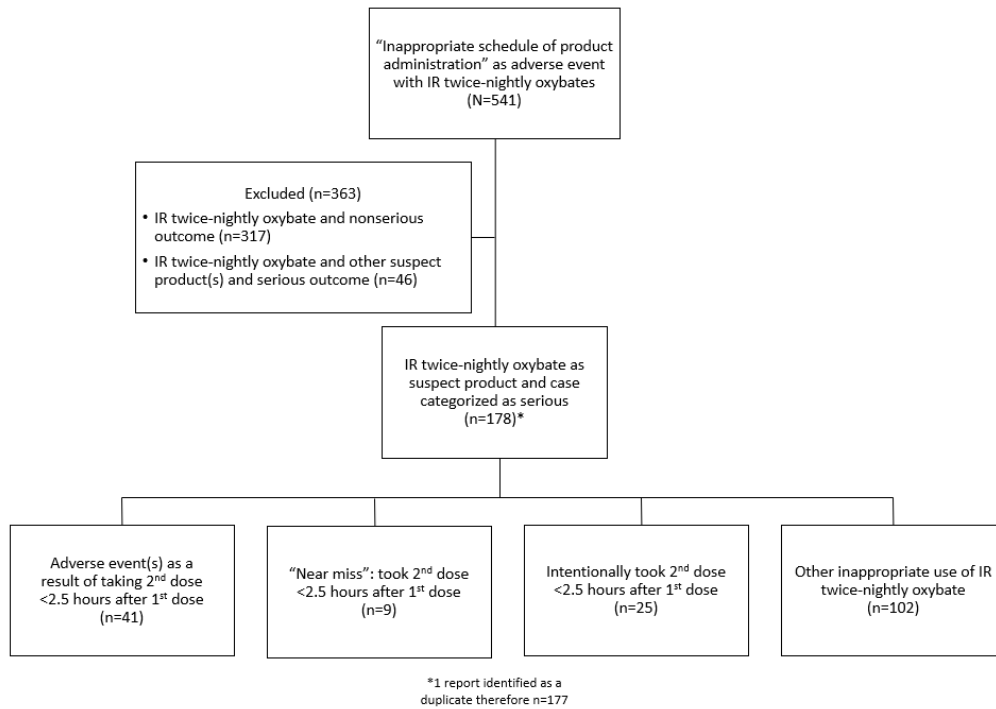 “Inappropriate schedule of product
administration” as adverse event
with IR twice-nightly oxybates
(N=541)
Excluded (n=363)
• IR twice-nightly oxybate and nonserious
outcome (n=317)
• IR twice-nightly oxybate and other suspect
product(s) and serious outcome (n=46)
IR twice-nightly oxybate as
suspect product and case
categorized as serious
(n=178)*
Adverse event(s) as a
result of taking 2nd dose
<2.5 hours after 1st dose
(n=41)
“Near miss”: took 2nd dose
<2.5 hours after 1st dose
(n=9)
Intentionally took 2nd dose
<2.5 hours after 1st dose
(n=25)
Other inappropriate use of IR
twice-nightly oxybate
(n=102)
*1 report identified as a
duplicate therefore n=177